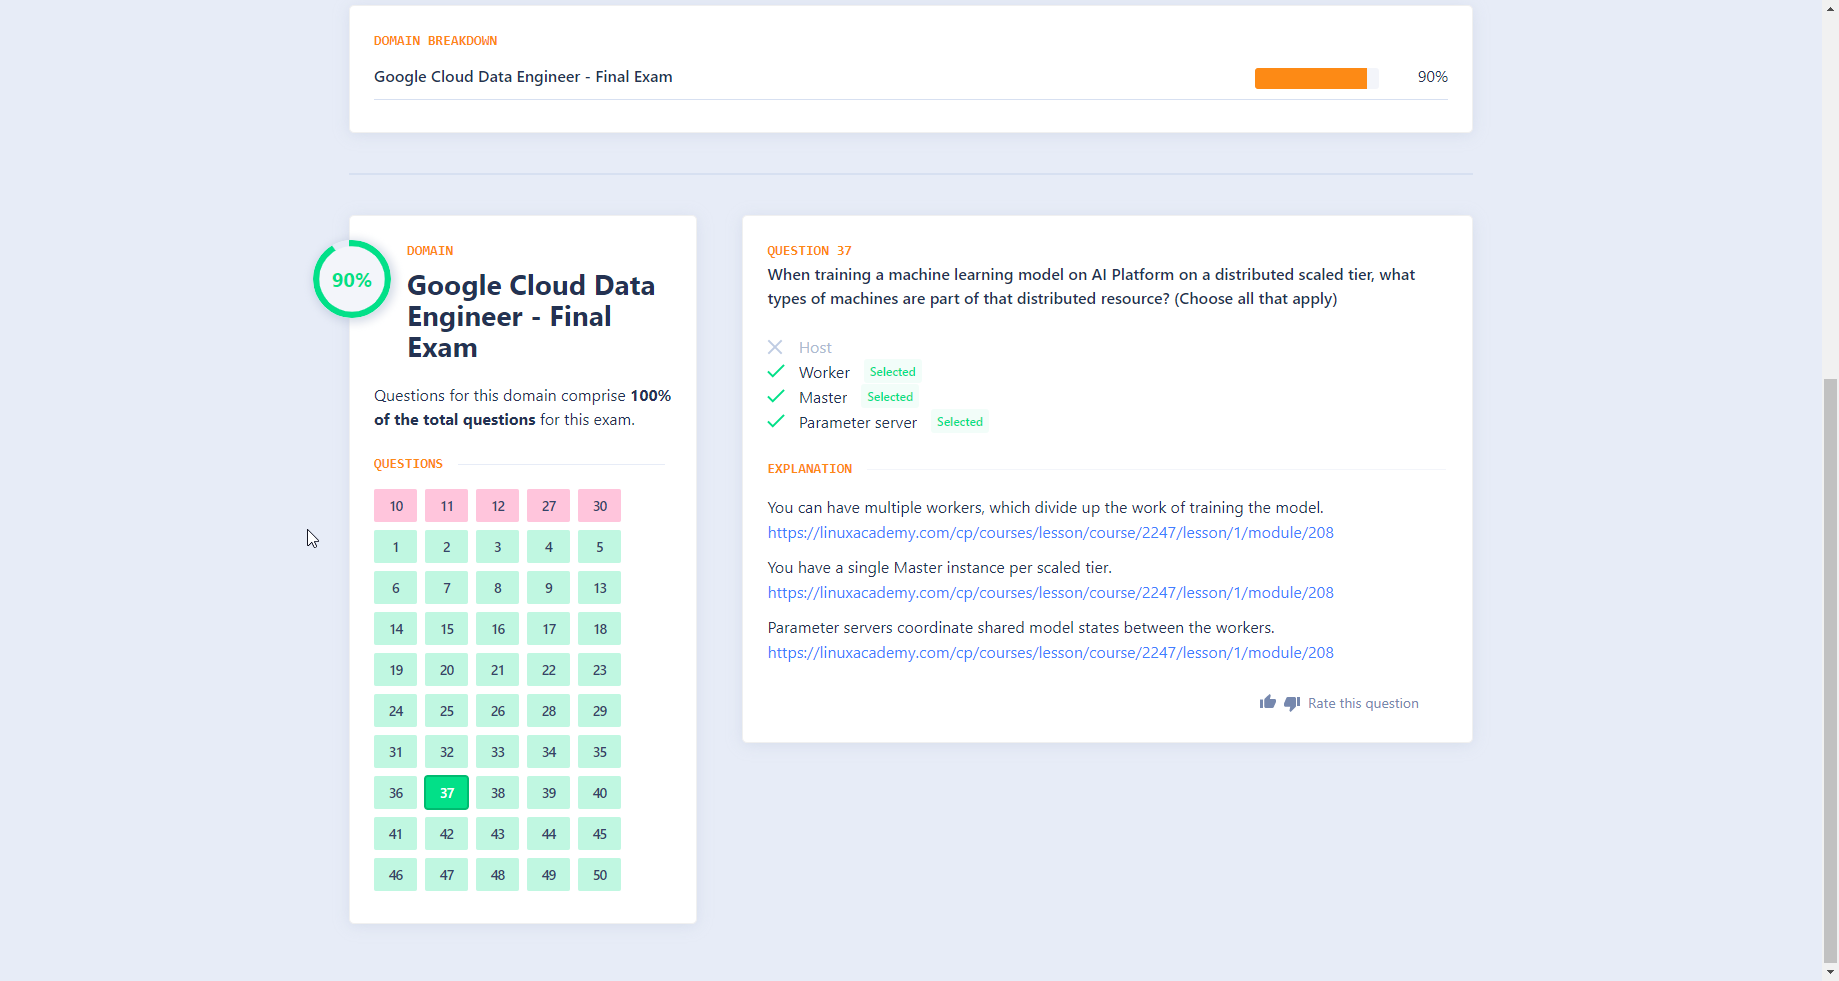 DOMAIN BREAKDOWN
Google Cloud Data Engineer - Final Exam
90%
90%
DOMAIN
Google Cloud Data
Engineer - Final
Exam
Questions for this domain comprise 100%
of the total questions for this exam.
QUESTIONS
10 11 12 27 30
1 2 3 4 5
6 7 8 9 13
14 15 16 17 18
19 20 21 22 23
24 25 26 28 29
31 32 33 34 35
36 37 38 39 40
41 42 43 44 45
46 47 48 49 50
QUESTION 37
When training a machine learning model on AI Platform on a distributed scaled tier, what
types of machines are part of that distributed resource? (Choose all that apply)
Host
Worker Selected
Master Selected
Parameter server Selected
EXPLANATION
You can have multiple workers, which divide up the work of training the model.
https://linuxacademy.com/cp/courses/lesson/course/2247/lesson/1/module/208
You have a single Master instance per scaled tier.
https://linuxacademy.com/cp/courses/lesson/course/2247/lesson/1/module/208
Parameter servers coordinate shared model states between the workers.
https://linuxacademy.com/cp/courses/lesson/course/2247/lesson/1/module/208
Rate this question